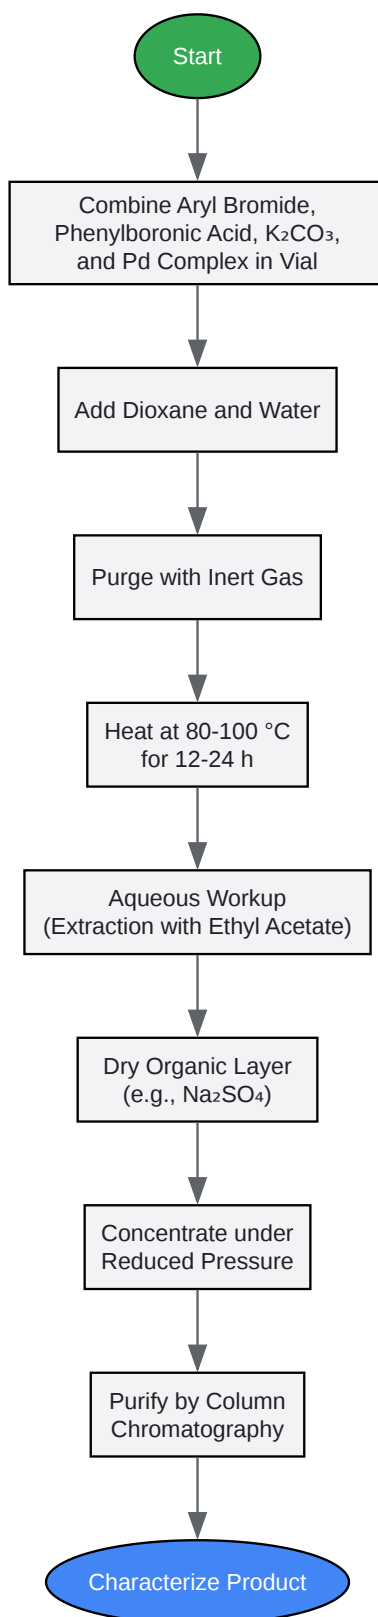 Start
Combine Aryl Bromide,
Phenylboronic Acid, K₂CO₃,
and Pd Complex in Vial
Add Dioxane and Water
Purge with Inert Gas
Heat at 80-100 °C
for 12-24 h
Aqueous Workup
(Extraction with Ethyl Acetate)
Dry Organic Layer
(e.g., Na₂SO₄)
Concentrate under
Reduced Pressure
Purify by Column
Chromatography
Characterize Product